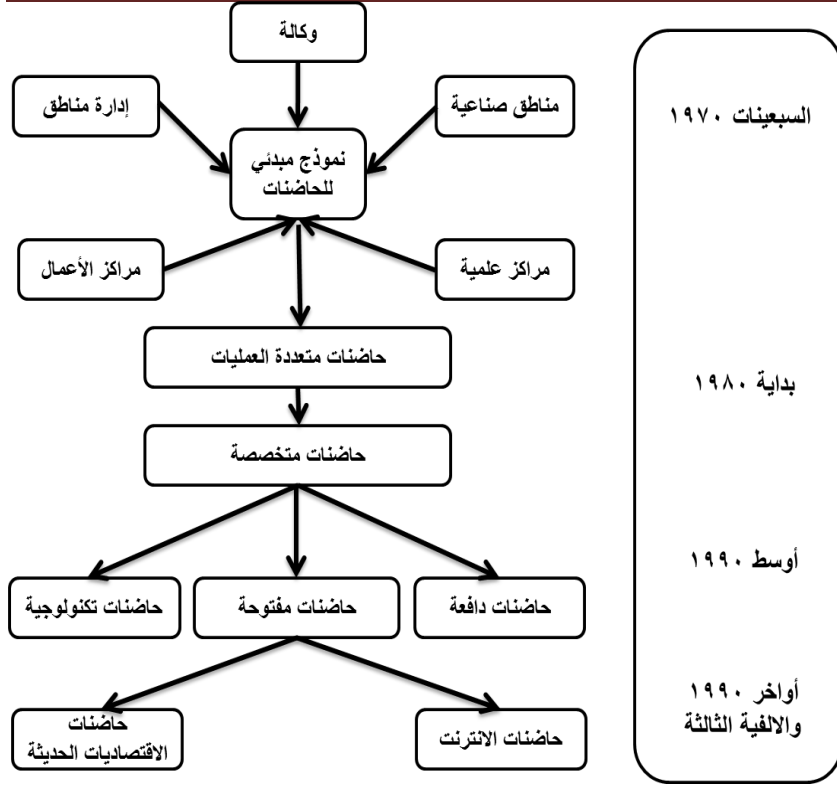 وكالة
مناطق صناعية
إدارة مناطق
نموذج مبدئي
للحاضنات
مراكز علمية
مراكز الأعمال
حاضنات متعددة العمليات
حاضنات متخصصة
حاضنات دافعة
حاضنات مفتوحة
حاضنات تكنولوجية
حاضنات الانترنت
حاضنات
الاقتصاديات الحديثة
السبعينات ١٩٧٠
بداية ١٩٨٠
أوسط ١٩٩٠
أواخر ١٩٩٠
والالفية الثالثة